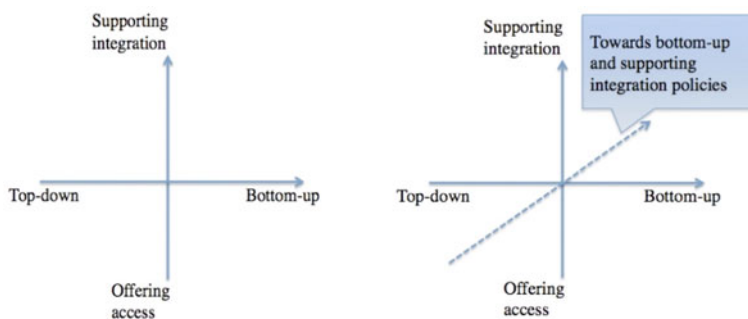 Supporting
integration
Top-down
Bottom-up
Offering
access
Supporting
integration
Towards bottom-up
and supporting
integration policies
Top-down
Bottom-up
Offering
access